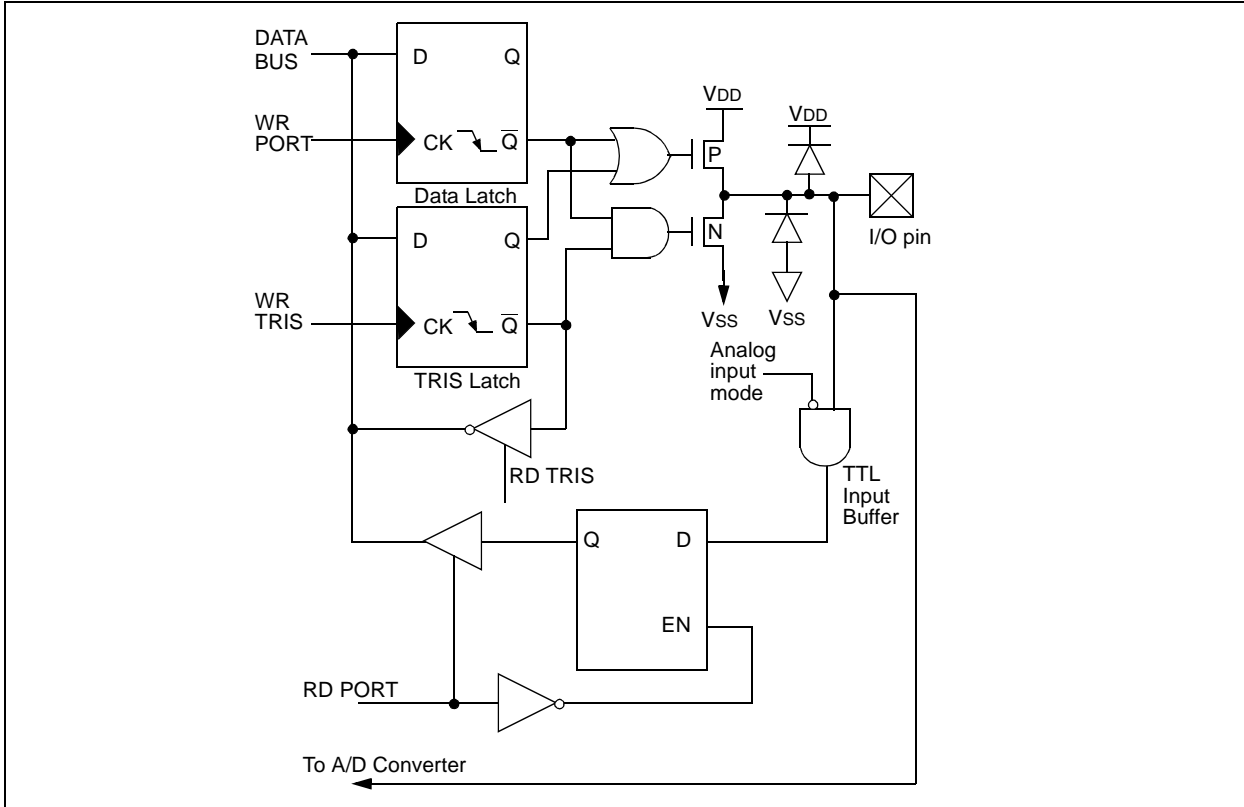 DATA
BUS
D
Q
WR
PORT
CK
Q̅
Data Latch
VDD
P
VDD
N
I/O pin
D
Q
WR
TRIS
CK
Q̅
TRIS Latch
VSS
VSS
Analog
input
mode
RD TRIS
TTL
Input
Buffer
Q
D
EN
RD PORT
To A/D Converter